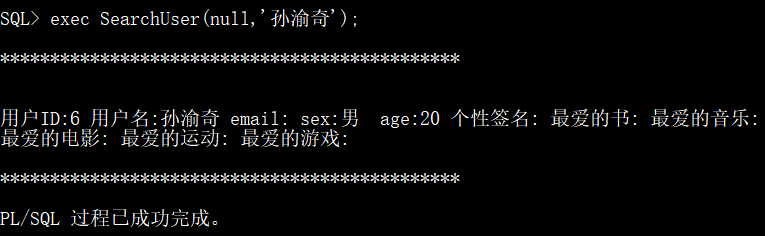 SQL> exec SearchUser(null,'孙渝奇');
**********************************************
用户ID:6 用户名:孙渝奇 email: sex:男  age:20 个性签名: 最爱的书: 最爱的音乐:
最爱的电影: 最爱的运动: 最爱的游戏:
**********************************************
PL/SQL 过程已成功完成。